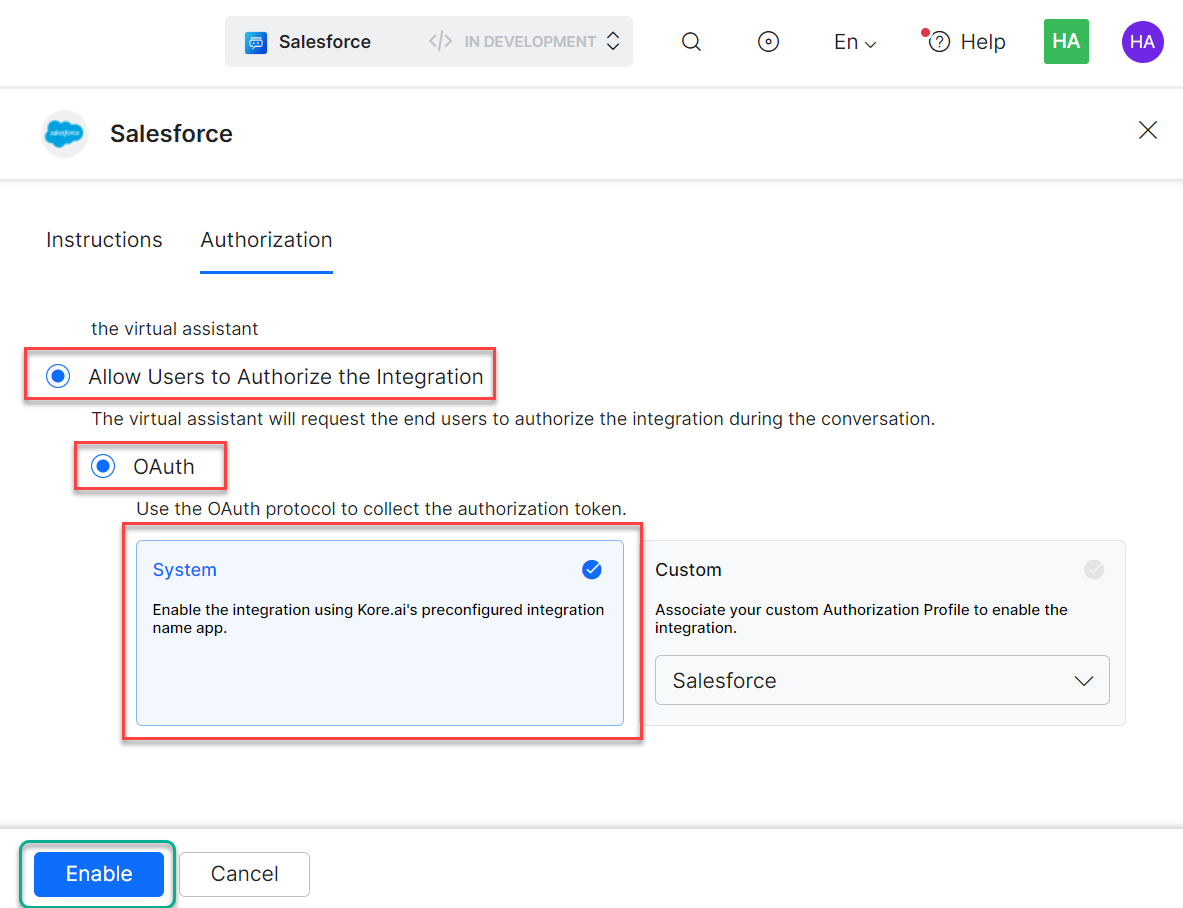 Salesforce </> IN DEVELOPMENT En Help HA HA
salesforce Salesforce
Instructions Authorization
the virtual assistant
Allow Users to Authorize the Integration
The virtual assistant will request the end users to authorize the integration during the conversation.
OAuth
Use the OAuth protocol to collect the authorization token.
System
Enable the integration using Kore.ai's preconfigured integration
name app.
Custom
Associate your custom Authorization Profile to enable the
integration.
Salesforce
Enable Cancel